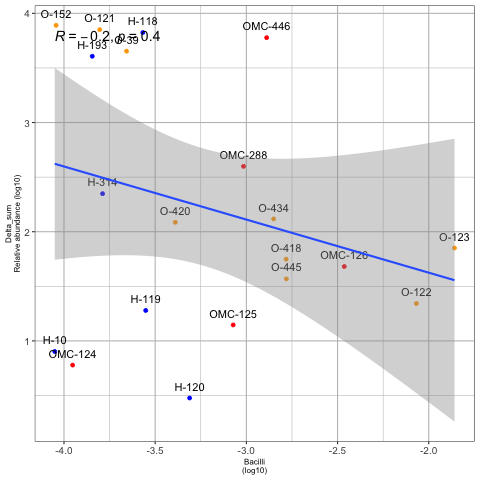 O-152
O-121
H-118
OMC-446
R = −0.2, p = 0.4
O-39
H-193
OMC-288
H-314
O-420
O-434
O-418
O-445
OMC-126
O-123
O-122
H-119
OMC-125
H-10
OMC-124
H-120
4
3
2
1
-4.0
-3.5
-3.0
-2.5
-2.0
Delta_sum
Relative abundance (log10)
Bacilli
(log10)